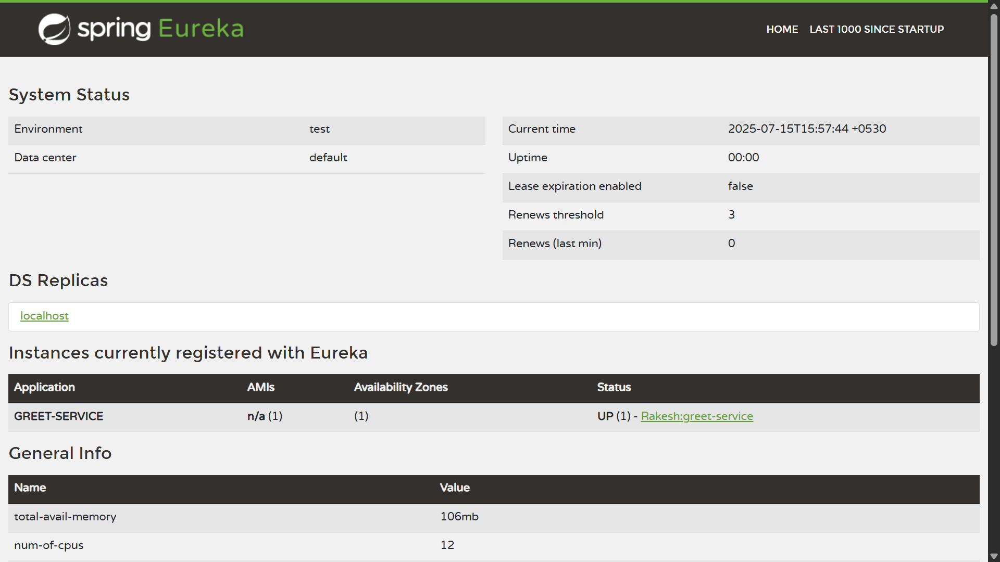 spring Eureka
HOME LAST 1000 SINCE STARTUP
System Status
Environment test
Data center default
Current time 2025-07-15T15:57:44 +0530
Uptime 00:00
Lease expiration enabled false
Renews threshold 3
Renews (last min) 0
DS Replicas
localhost
Instances currently registered with Eureka
Application AMIs Availability Zones Status
GREET-SERVICE n/a (1) (1) UP (1) - Rakesh:greet-service
General Info
Name Value
total-avail-memory 106mb
num-of-cpus 12